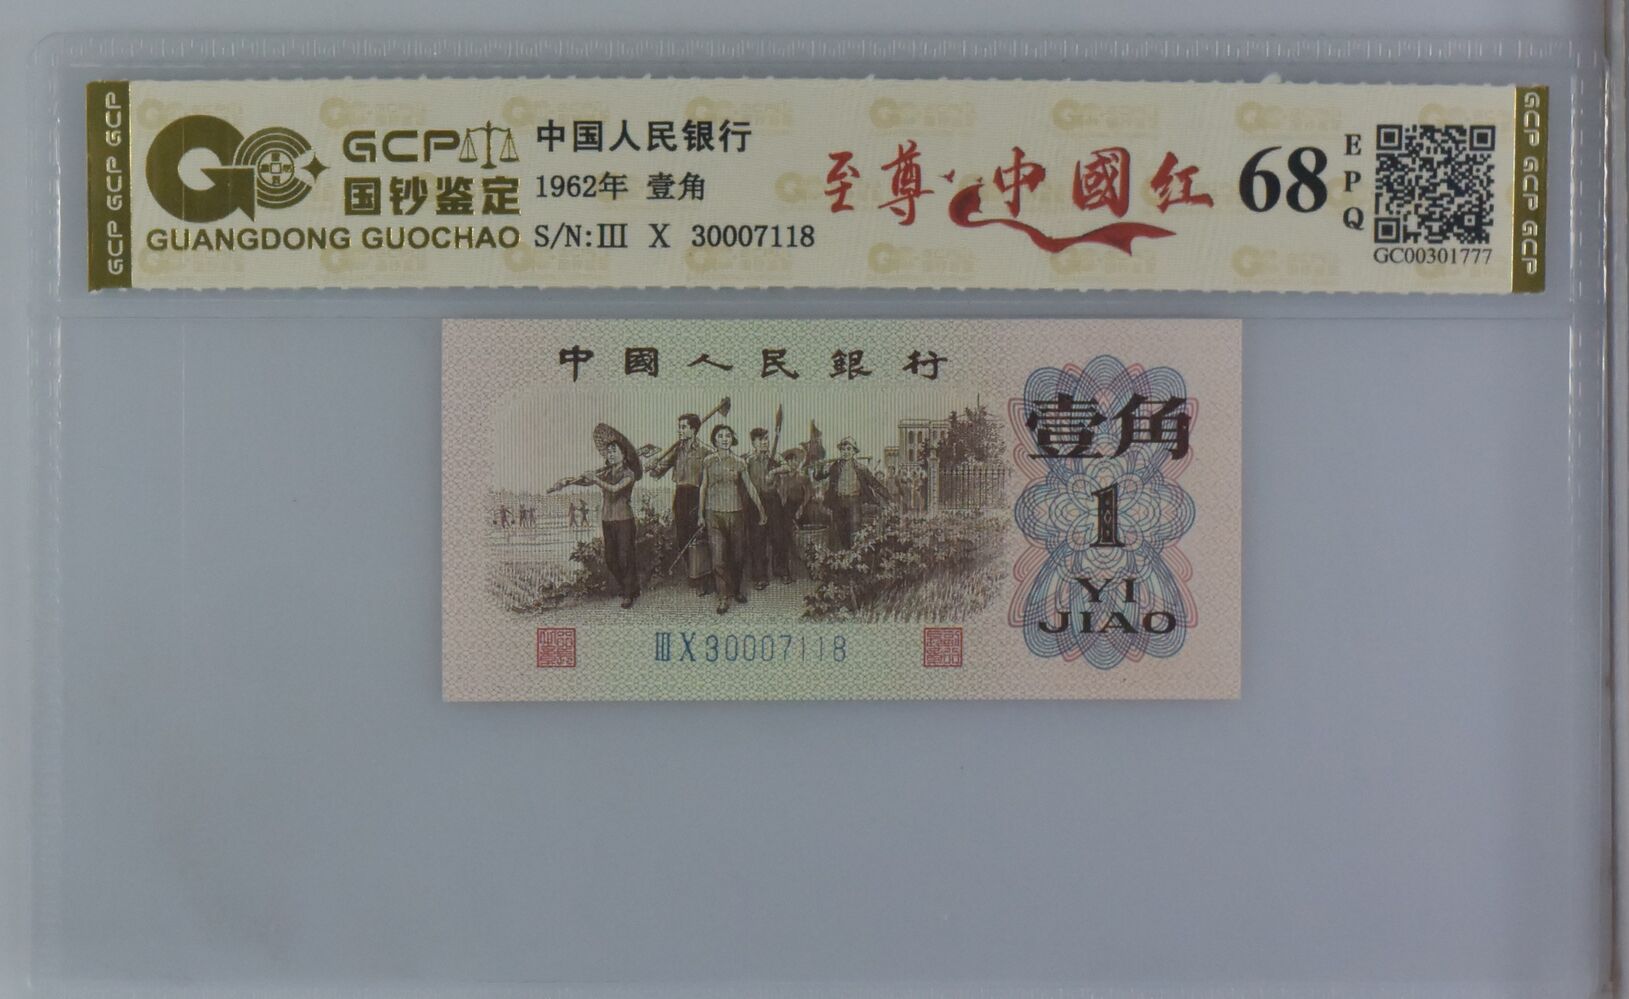 GCP GCP GCP
GCP
国钞鉴定
GUANGDONG GUOCHAO
中国人民银行
1962年 壹角
S/N:III X 30007118
至尊 中國红
68
EPQ
GC00301777
GCP GCP GCP
中國人民銀行
壹角
1
YI
JIAO
III X 30007118